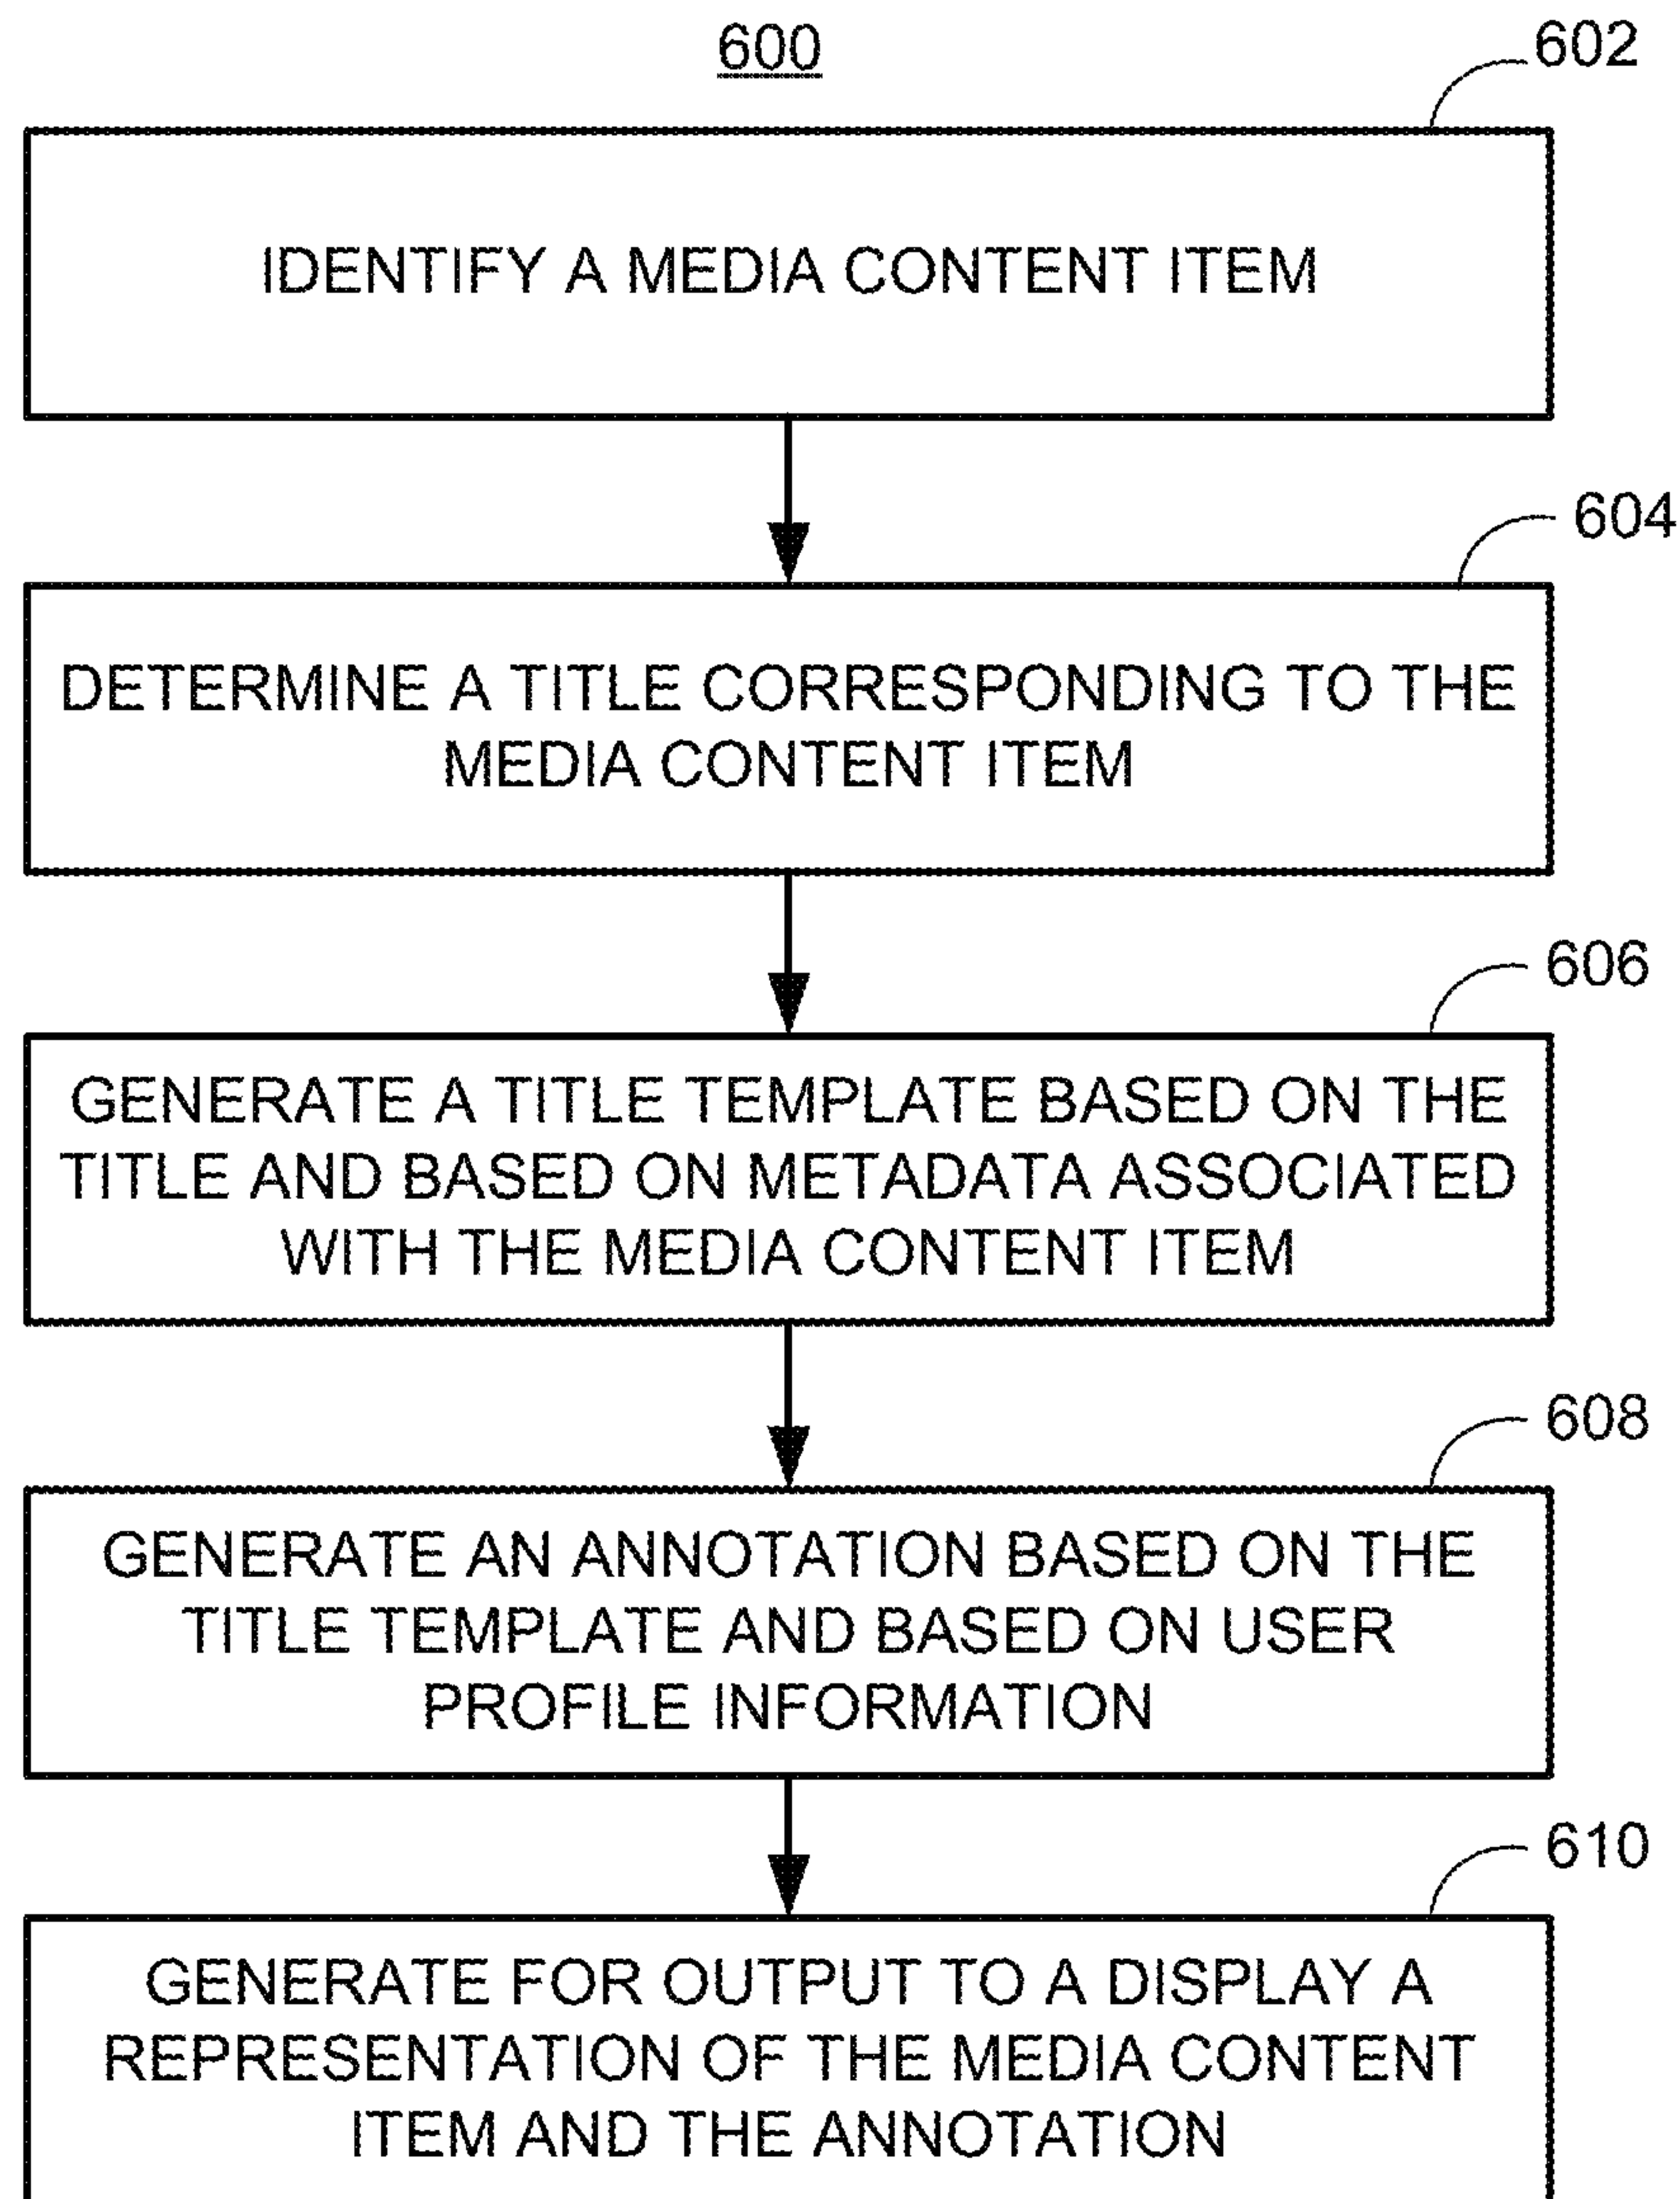 600
602
IDENTIFY A MEDIA CONTENT ITEM
604
DETERMINE A TITLE CORRESPONDING TO THE
MEDIA CONTENT ITEM
606
GENERATE A TITLE TEMPLATE BASED ON THE
TITLE AND BASED ON METADATA ASSOCIATED
WITH THE MEDIA CONTENT ITEM
608
GENERATE AN ANNOTATION BASED ON THE
TITLE TEMPLATE AND BASED ON USER
PROFILE INFORMATION
610
GENERATE FOR OUTPUT TO A DISPLAY A
REPRESENTATION OF THE MEDIA CONTENT
ITEM AND THE ANNOTATION